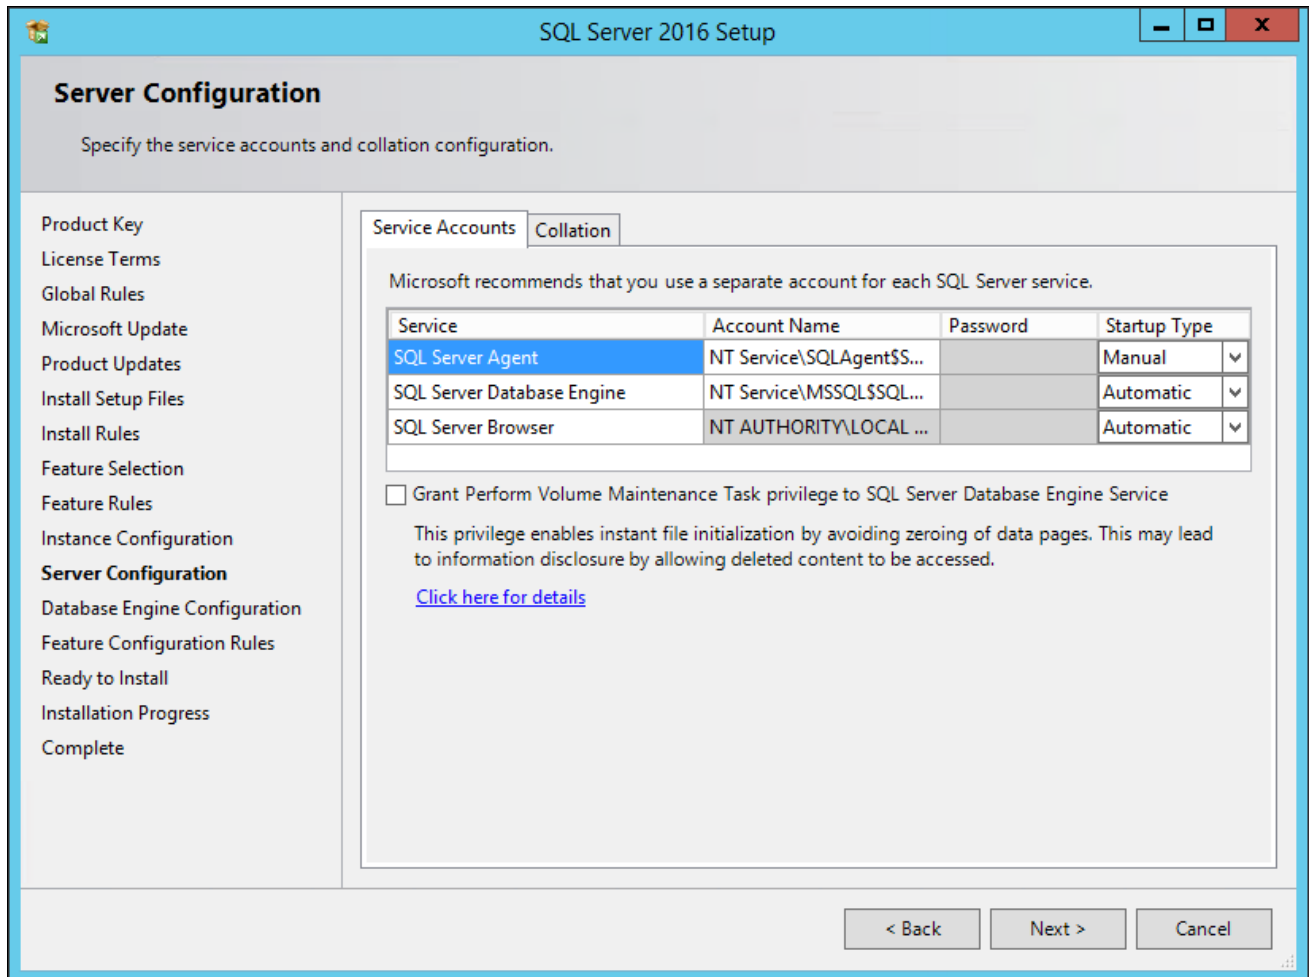 SQL Server 2016 Setup
Server Configuration
Specify the service accounts and collation configuration.
Product Key
License Terms
Global Rules
Microsoft Update
Product Updates
Install Setup Files
Install Rules
Feature Selection
Feature Rules
Instance Configuration
Server Configuration
Database Engine Configuration
Feature Configuration Rules
Ready to Install
Installation Progress
Complete
Service Accounts Collation
Microsoft recommends that you use a separate account for each SQL Server service.
Service Account Name Password Startup Type
SQL Server Agent NT Service\SQLAgent$S... Manual
SQL Server Database Engine NT Service\MSSQL$SQL... Automatic
SQL Server Browser NT AUTHORITY\LOCAL ... Automatic
Grant Perform Volume Maintenance Task privilege to SQL Server Database Engine Service
This privilege enables instant file initialization by avoiding zeroing of data pages. This may lead
to information disclosure by allowing deleted content to be accessed.
Click here for details
< Back Next > Cancel